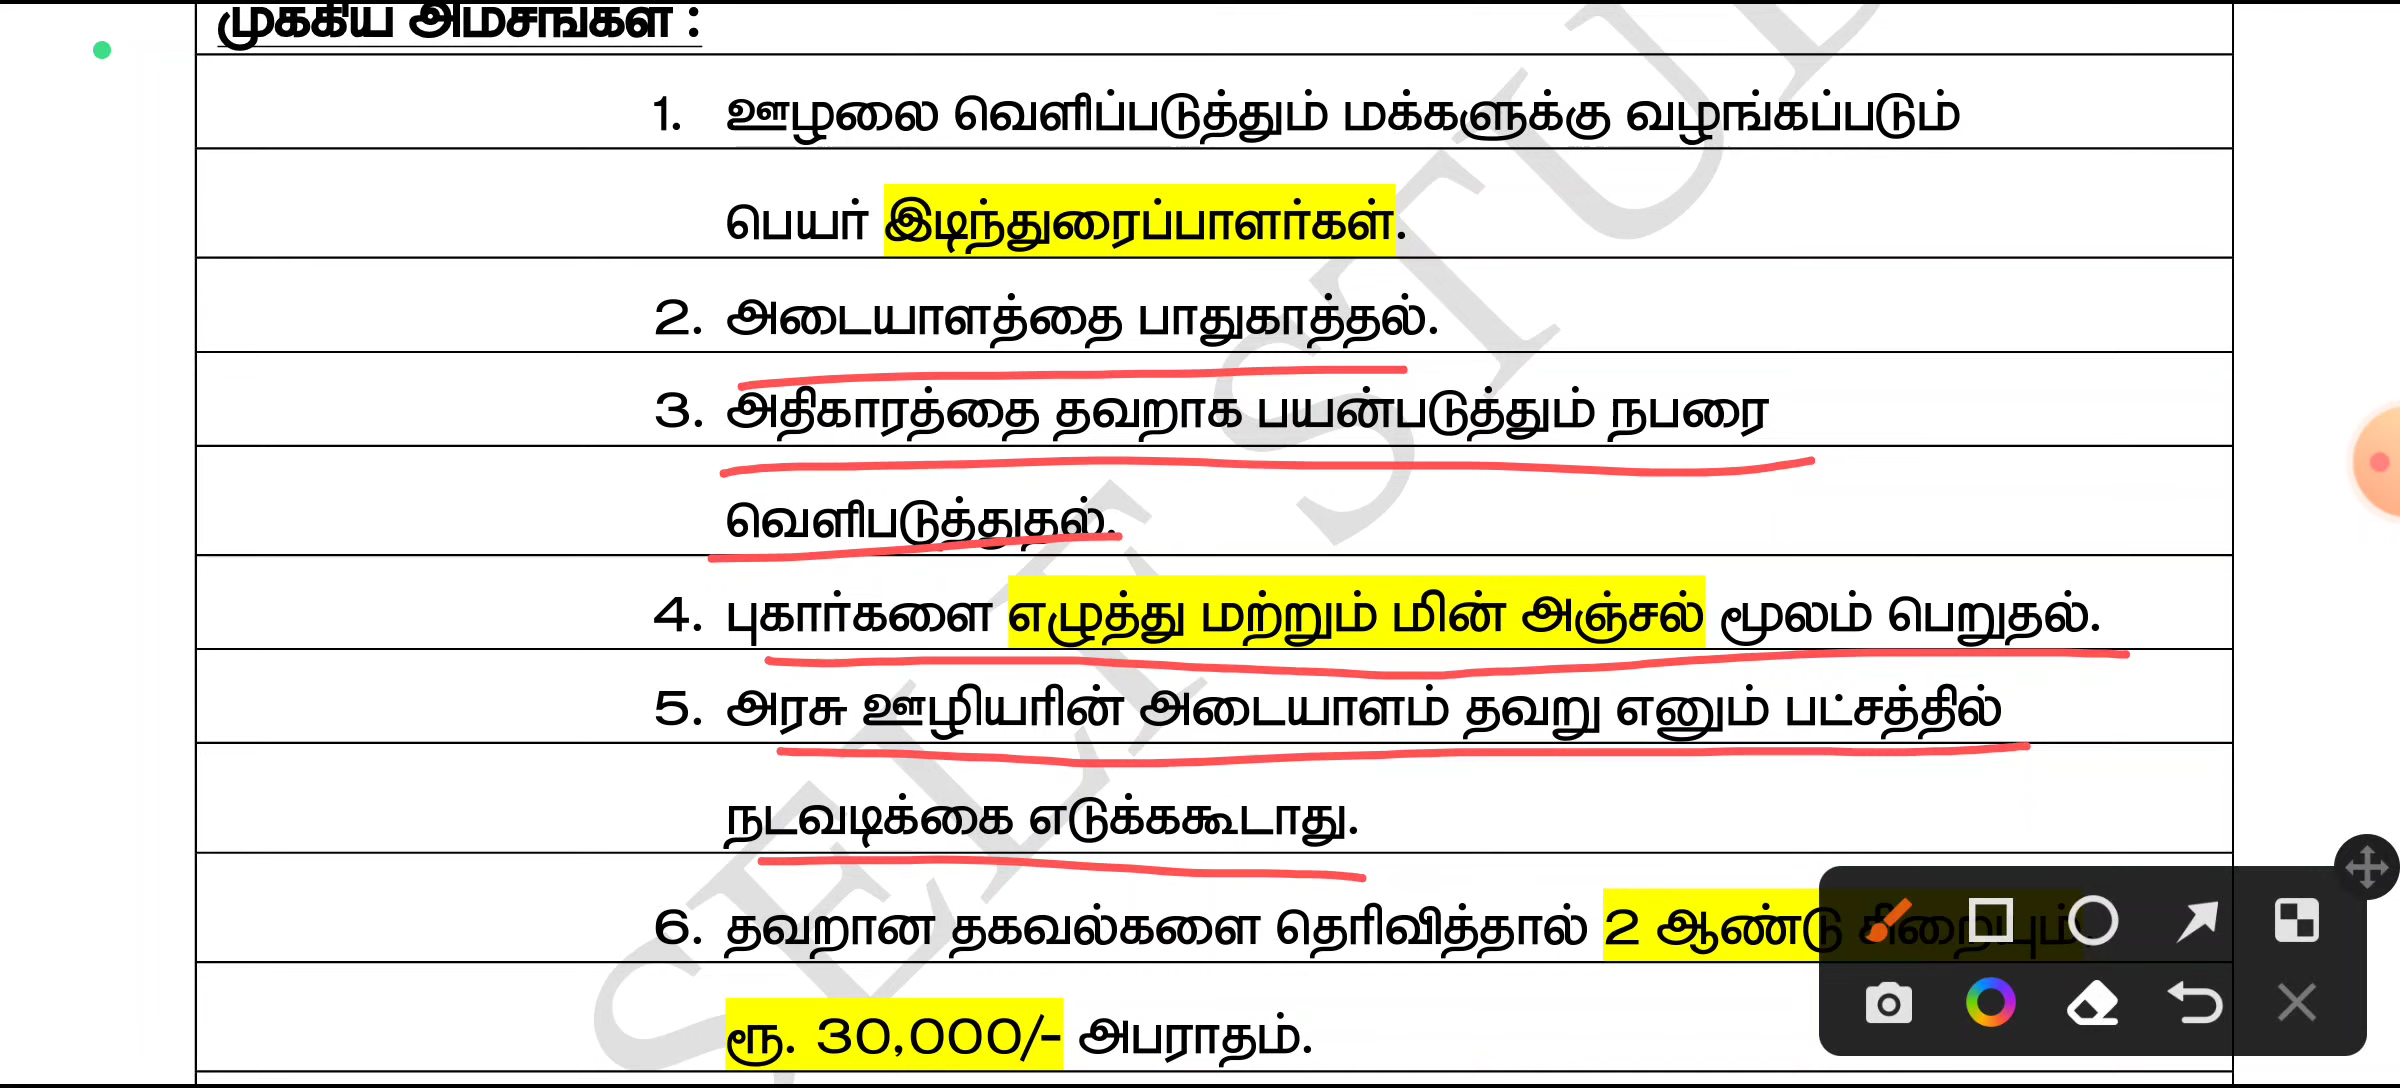 முக்கிய அம்சங்கள் :
1. ஊழலை வெளிப்படுத்தும் மக்களுக்கு வழங்கப்படும்
பெயர் இடிந்துரைப்பாளர்கள்.
2. அடையாளத்தை பாதுகாத்தல்.
3. அதிகாரத்தை தவறாக பயன்படுத்தும் நபரை
வெளிபடுத்துதல்.
4. புகார்களை எழுத்து மற்றும் மின் அஞ்சல் மூலம் பெறுதல்.
5. அரசு ஊழியரின் அடையாளம் தவறு எனும் பட்சத்தில்
நடவடிக்கை எடுக்ககூடாது.
6. தவறான தகவல்களை தெரிவித்தால் 2 ஆண்டு சிறையும்
ரூ. 30,000/- அபராதம்.
SELF